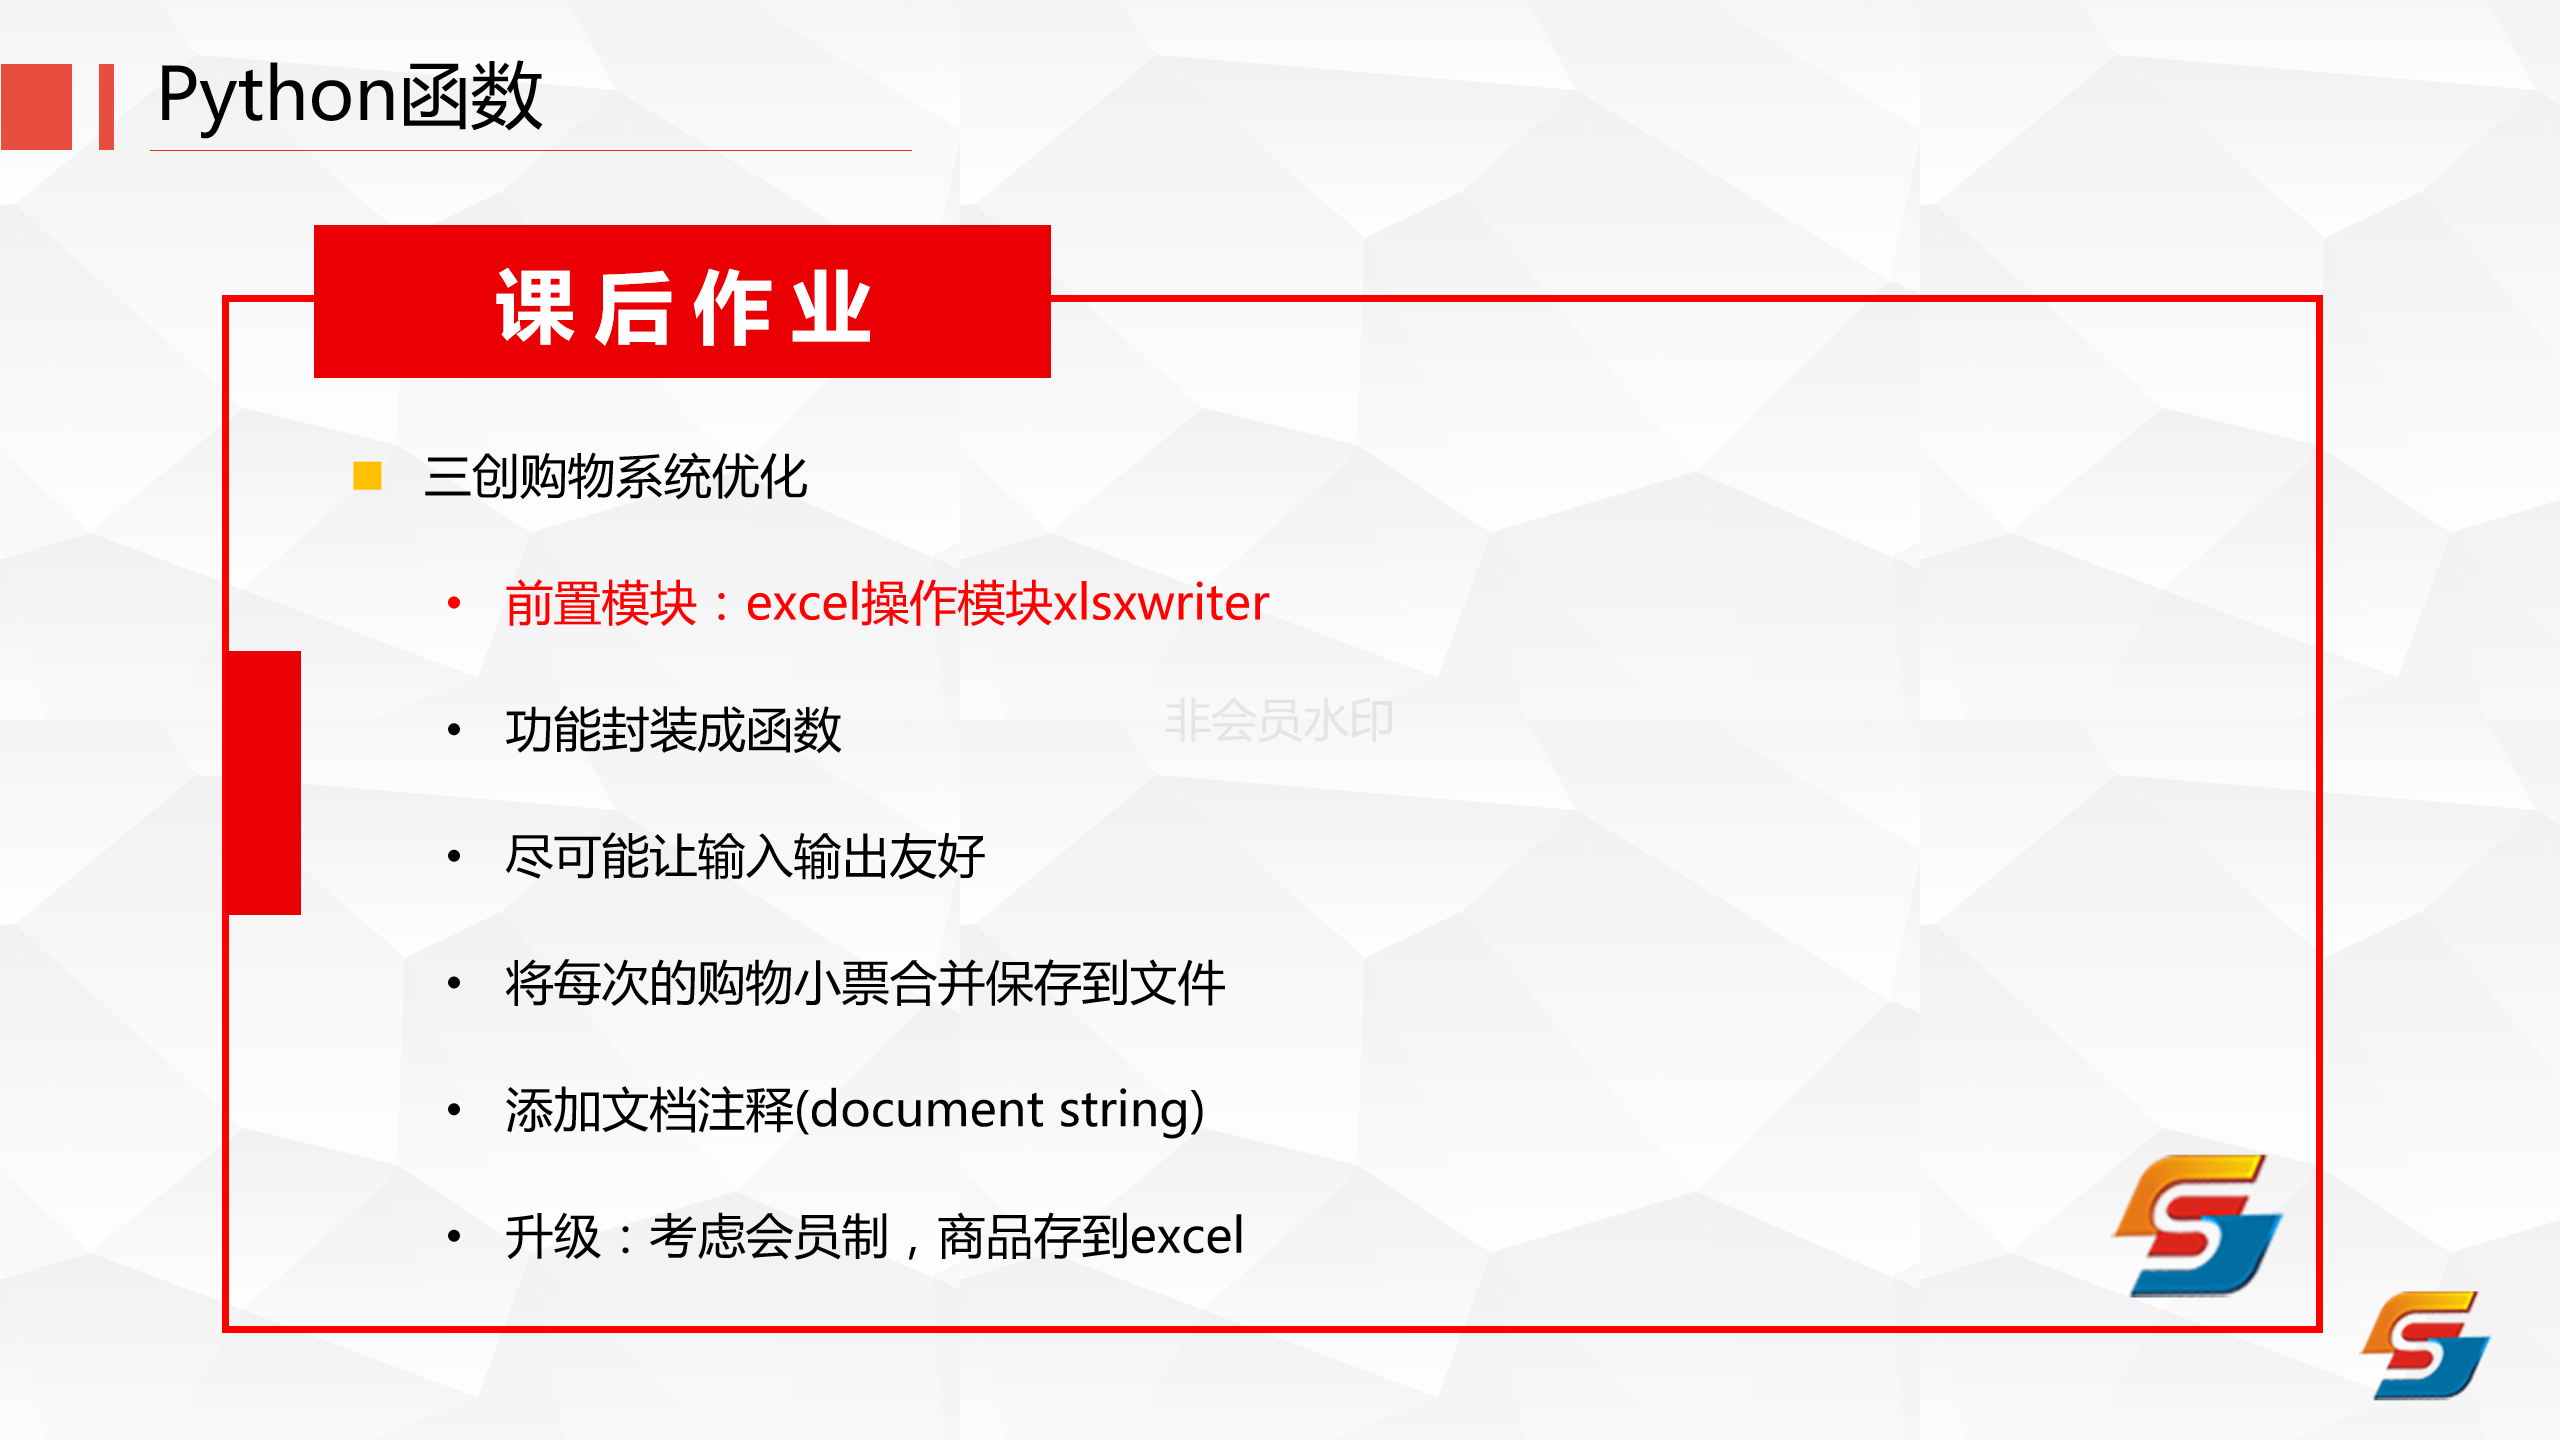 Python函数
课后作业
三创购物系统优化
前置模块：excel操作模块xlsxwriter
功能封装成函数
非会员水印
尽可能让输入输出友好
将每次的购物小票合并保存到文件
添加文档注释(document string)
升级：考虑会员制，商品存到excel